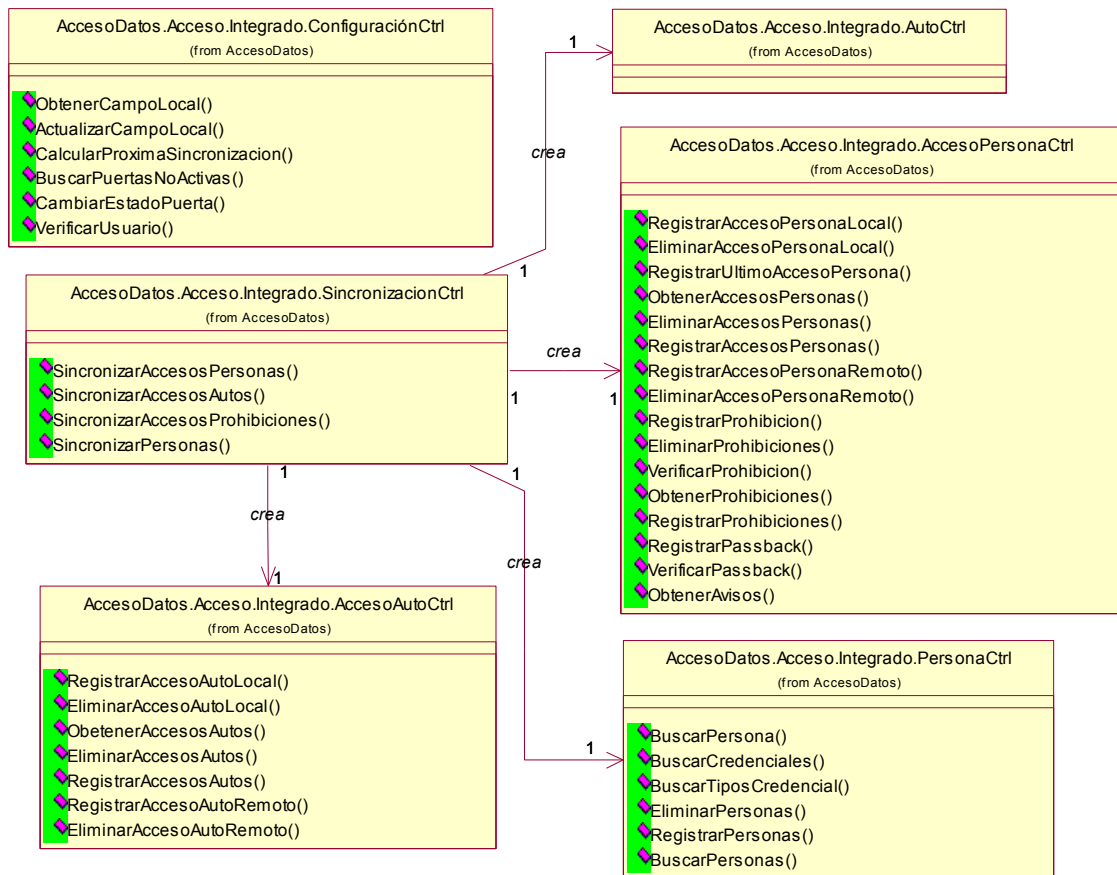 AccesoDatos.Acceso.Integrado.ConfiguraciónCtrl
(from AccesoDatos)
ObtenerCampoLocal()
ActualizarCampoLocal()
CalcularProximaSincronizacion()
BuscarPuertasNoActivas()
CambiarEstadoPuerta()
VerificarUsuario()
AccesoDatos.Acceso.Integrado.AutoCtrl
(from AccesoDatos)
1
crea
1
AccesoDatos.Acceso.Integrado.AccesoPersonaCtrl
(from AccesoDatos)
RegistrarAccesoPersonaLocal()
EliminarAccesoPersonaLocal()
RegistrarUltimoAccesoPersona()
ObtenerAccesosPersonas()
EliminarAccesosPersonas()
RegistrarAccesosPersonas()
RegistrarAccesoPersonaRemoto()
EliminarAccesoPersonaRemoto()
RegistrarProhibicion()
EliminarProhibiciones()
VerificarProhibicion()
ObtenerProhibiciones()
RegistrarProhibiciones()
RegistrarPassback()
VerificarPassback()
ObtenerAvisos()
AccesoDatos.Acceso.Integrado.SincronizacionCtrl
(from AccesoDatos)
SincronizarAccesosPersonas()
SincronizarAccesosAutos()
SincronizarAccesosProhibiciones()
SincronizarPersonas()
crea
1
1
1
crea
1
1
crea
1
AccesoDatos.Acceso.Integrado.AccesoAutoCtrl
(from AccesoDatos)
RegistrarAccesoAutoLocal()
EliminarAccesoAutoLocal()
ObetenerAccesosAutos()
EliminarAccesosAutos()
RegistrarAccesosAutos()
RegistrarAccesoAutoRemoto()
EliminarAccesoAutoRemoto()
AccesoDatos.Acceso.Integrado.PersonaCtrl
(from AccesoDatos)
BuscarPersona()
BuscarCredenciales()
BuscarTiposCredencial()
EliminarPersonas()
RegistrarPersonas()
BuscarPersonas()